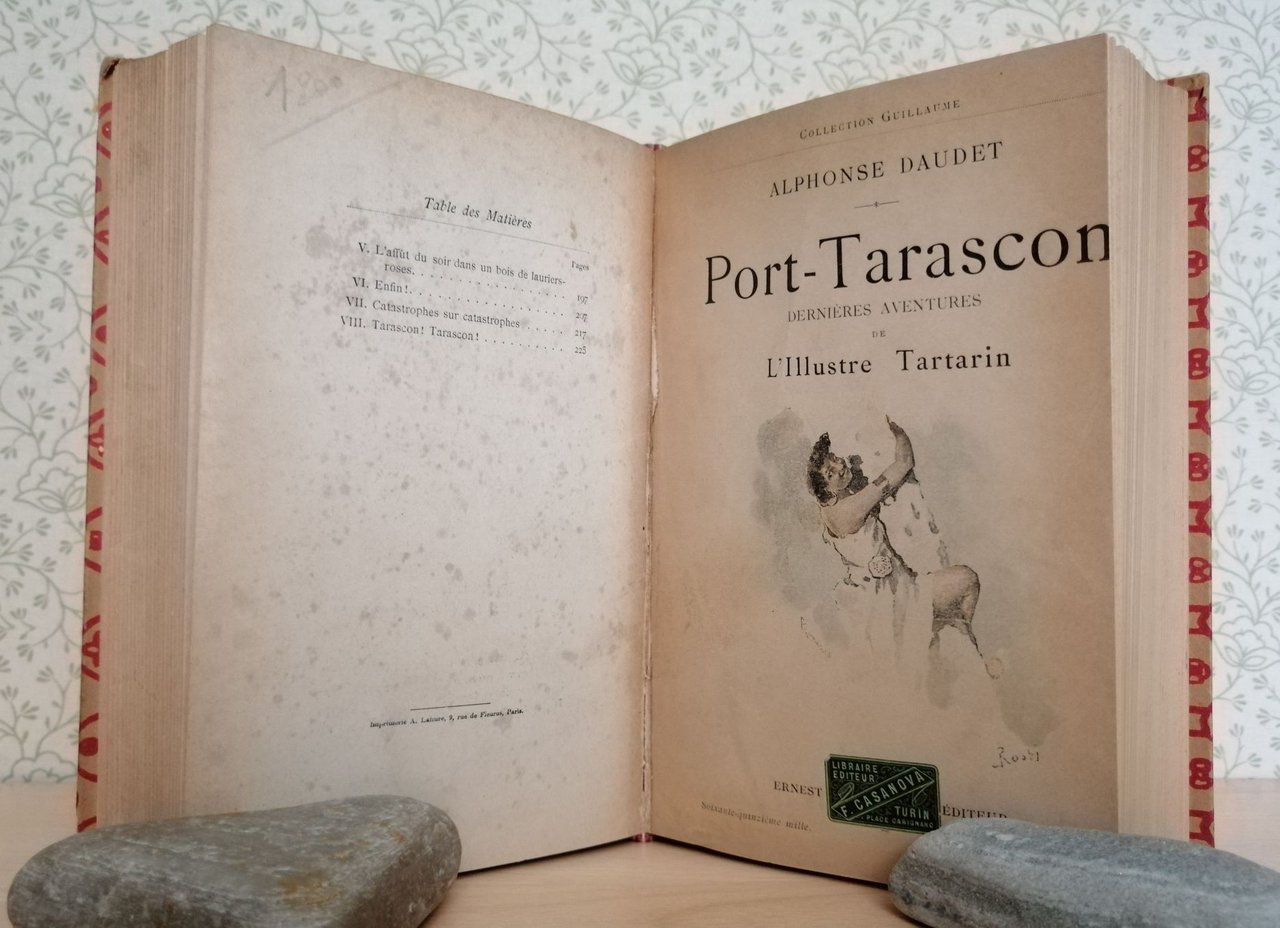 Table des Matières
Pages
V. L'affût du soir dans un bois de lauriers-
roses. . . . . . . . . . . . . . . . 197
VI. Enfin!. . . . . . . . . . . . . . . . 207
VII. Catastrophes sur catastrophes . . . . . 217
VIII. Tarascon! Tarascon! . . . . . . . . . . 225
Imprimerie A. Lahure, 9, rue de Fleurus, Paris.
COLLECTION GUILLAUME
ALPHONSE DAUDET
Port-Tarascon
DERNIÈRES AVENTURES
DE
L'Illustre Tartarin
Rossi
ERNEST
ÉDITEUR
LIBRAIRE
EDITEUR
F. CASANOVA
TURIN
PLACE CARIGNANO
Soixante-quinzième mille.